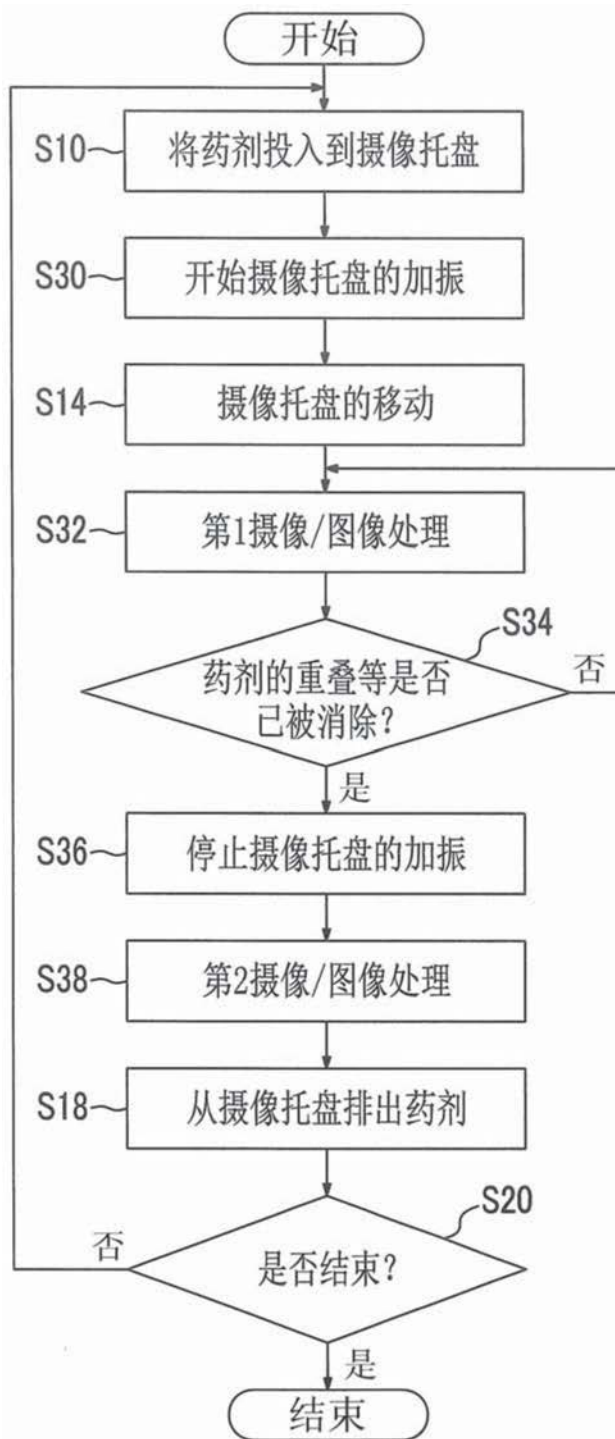 开始
S10
将药剂投入到摄像托盘
S30
开始摄像托盘的加振
S14
摄像托盘的移动
S32
第1摄像/图像处理
S34
药剂的重叠等是否
已被消除?
否
是
S36
停止摄像托盘的加振
S38
第2摄像/图像处理
S18
从摄像托盘排出药剂
S20
否
是否结束?
是
结束